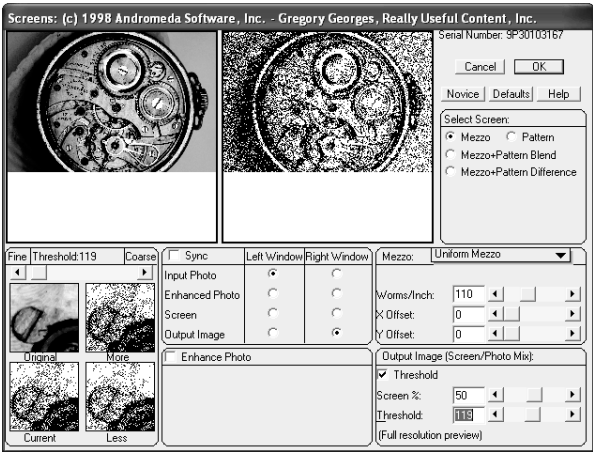 Screens: (c) 1998 Andromeda Software, Inc. - Gregory Georges, Really Useful Content, Inc.
Serial Number: 9P30103167
Cancel OK
Novice Defaults Help
Select Screen:
Mezzo Pattern
Mezzo+Pattern Blend
Mezzo+Pattern Difference
Fine Threshold:119 Coarse
Original More
Current Less
Sync Left Window Right Window
Input Photo
Enhanced Photo
Screen
Output Image
Enhance Photo
Mezzo: Uniform Mezzo
Worms/Inch: 110
X Offset: 0
Y Offset: 0
Output Image (Screen/Photo Mix):
Threshold
Screen %: 50
Threshold: 119
(Full resolution preview)